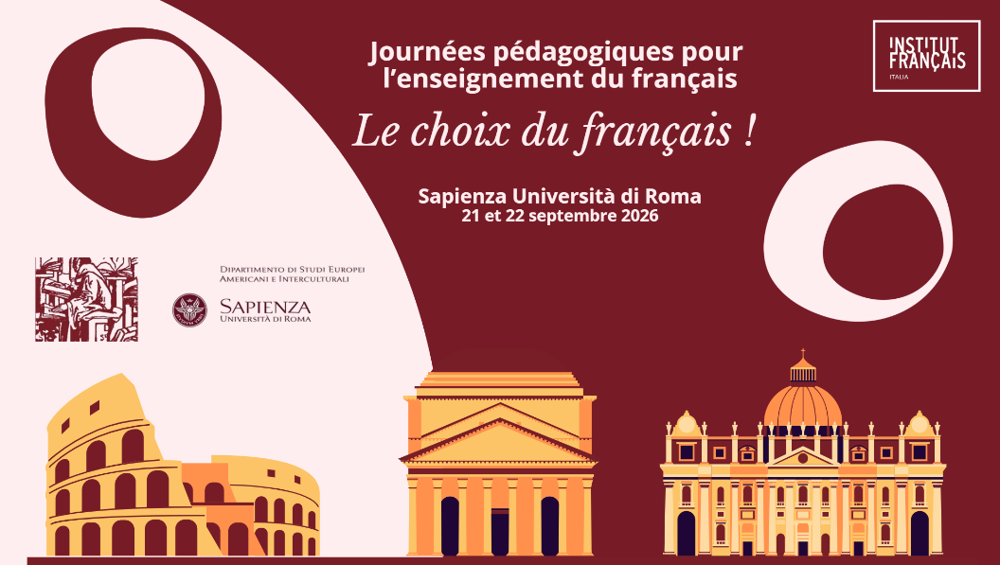 Journées pédagogiques pour
l'enseignement du français
Le choix du français !
Sapienza Università di Roma
21 et 22 septembre 2026
INSTITUT
FRANÇAIS
ITALIA
Dipartimento di Studi Europei
Americani e Interculturali
Sapienza
Università di Roma